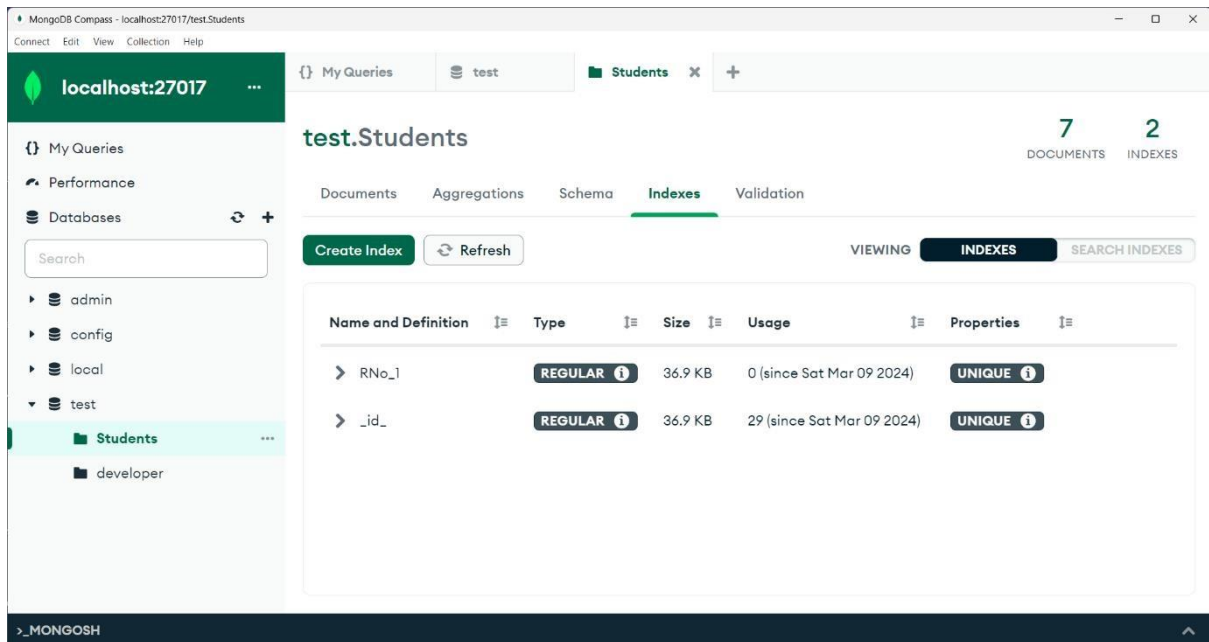 MongoDB Compass - localhost:27017/test.Students
Connect Edit View Collection Help
localhost:27017 ...
{} My Queries
Performance
Databases
Search
admin
config
local
test
Students ...
developer
{} My Queries test Students
test.Students
7 DOCUMENTS
2 INDEXES
Documents Aggregations Schema Indexes Validation
Create Index Refresh VIEWING INDEXES SEARCH INDEXES
Name and Definition Type Size Usage Properties
RNo_1 REGULAR 36.9 KB 0 (since Sat Mar 09 2024) UNIQUE
_id_ REGULAR 36.9 KB 29 (since Sat Mar 09 2024) UNIQUE
>_MONGOSH